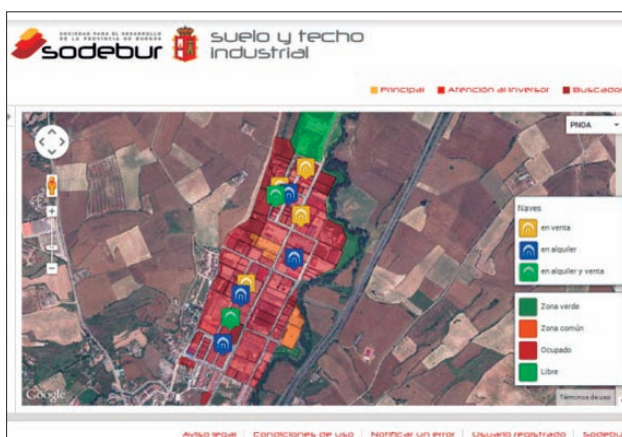 SOCIEDAD PARA EL DESARROLLO
DE LA PROVINCIA DE BURGOS
sodebur
suelo y techo
industrial
Principal
Atención al inversor
Buscador
PNOA
Naves
en venta
en alquiler
en alquiler y venta
Zona verde
Zona común
Ocupado
Libre
Google
Términos de uso
Aviso legal | Condiciones de uso | Notificar un error | Usuario registrado | Sodebu